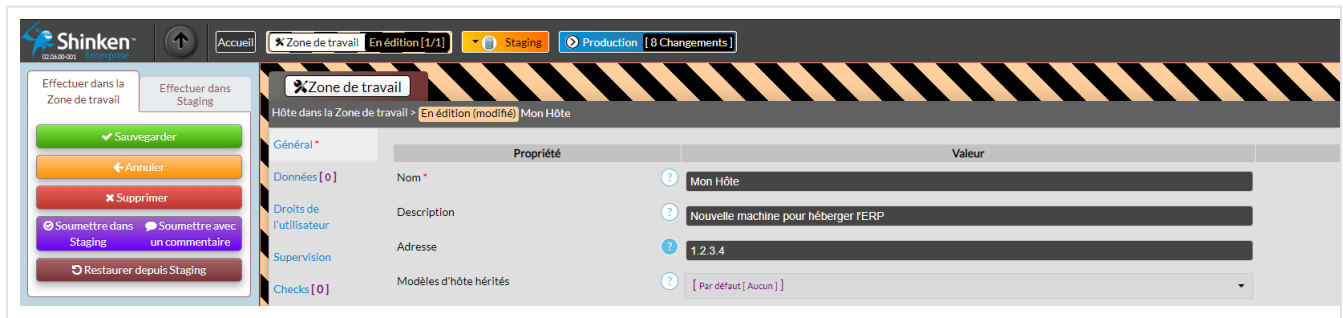 Shinken
02.06.00-001 Enterprise
Accueil
Zone de travail En édition [1/1]
Staging
Production [ 8 Changements ]
Effectuer dans la
Zone de travail
Effectuer dans
Staging
Zone de travail
Hôte dans la Zone de travail > En édition (modifié) Mon Hôte
Sauvegarder
Annuler
Supprimer
Soumettre dans
Staging
Soumettre avec
un commentaire
Restaurer depuis Staging
Général *
Données [ 0 ]
Droits de
l'utilisateur
Supervision
Checks [ 0 ]
Propriété Valeur
Nom * ? Mon Hôte
Description ? Nouvelle machine pour héberger l'ERP
Adresse ? 1.2.3.4
Modèles d'hôte hérités ? [ Par défaut [ Aucun ] ]